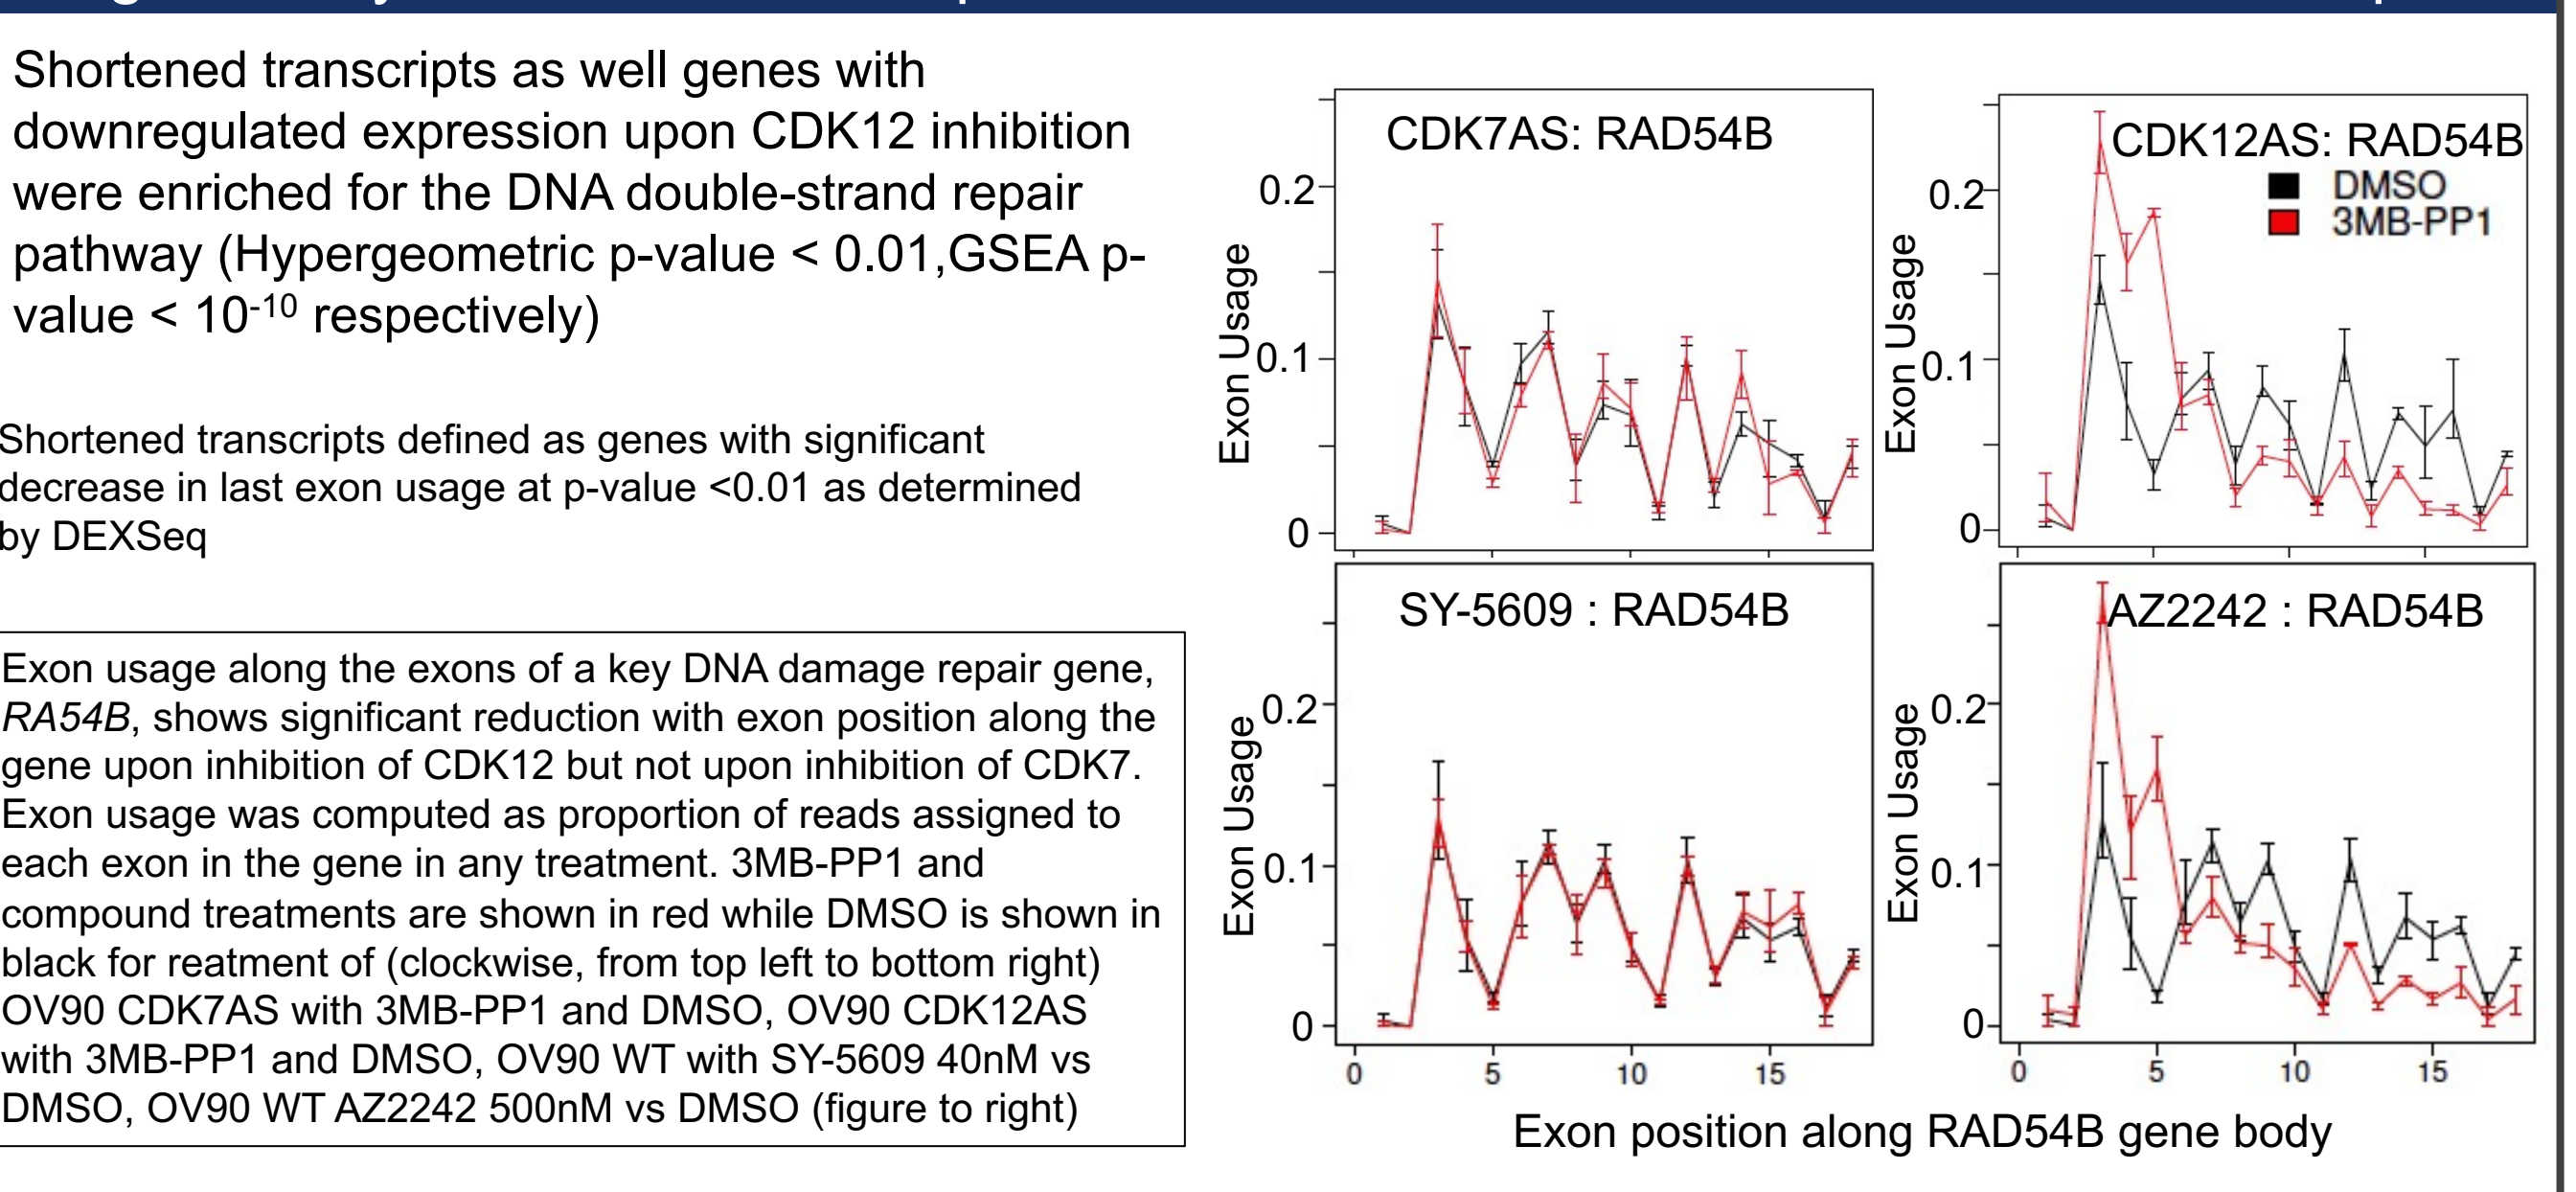 Shortened transcripts as well genes with
downregulated expression upon CDK12 inhibition
were enriched for the DNA double-strand repair
pathway (Hypergeometric p-value < 0.01,GSEA p-
value < 10⁻¹⁰ respectively)
Shortened transcripts defined as genes with significant
decrease in last exon usage at p-value <0.01 as determined
by DEXSeq
Exon usage along the exons of a key DNA damage repair gene,
RA54B, shows significant reduction with exon position along the
gene upon inhibition of CDK12 but not upon inhibition of CDK7.
Exon usage was computed as proportion of reads assigned to
each exon in the gene in any treatment. 3MB-PP1 and
compound treatments are shown in red while DMSO is shown in
black for reatment of (clockwise, from top left to bottom right)
OV90 CDK7AS with 3MB-PP1 and DMSO, OV90 CDK12AS
with 3MB-PP1 and DMSO, OV90 WT with SY-5609 40nM vs
DMSO, OV90 WT AZ2242 500nM vs DMSO (figure to right)
CDK7AS: RAD54B
0.2
0.1
0
Exon Usage
CDK12AS: RAD54B
DMSO
3MB-PP1
0.2
0.1
0
Exon Usage
SY-5609 : RAD54B
0.2
0.1
0
Exon Usage
0 5 10 15
AZ2242 : RAD54B
0.2
0.1
0
Exon Usage
0 5 10 15
Exon position along RAD54B gene body